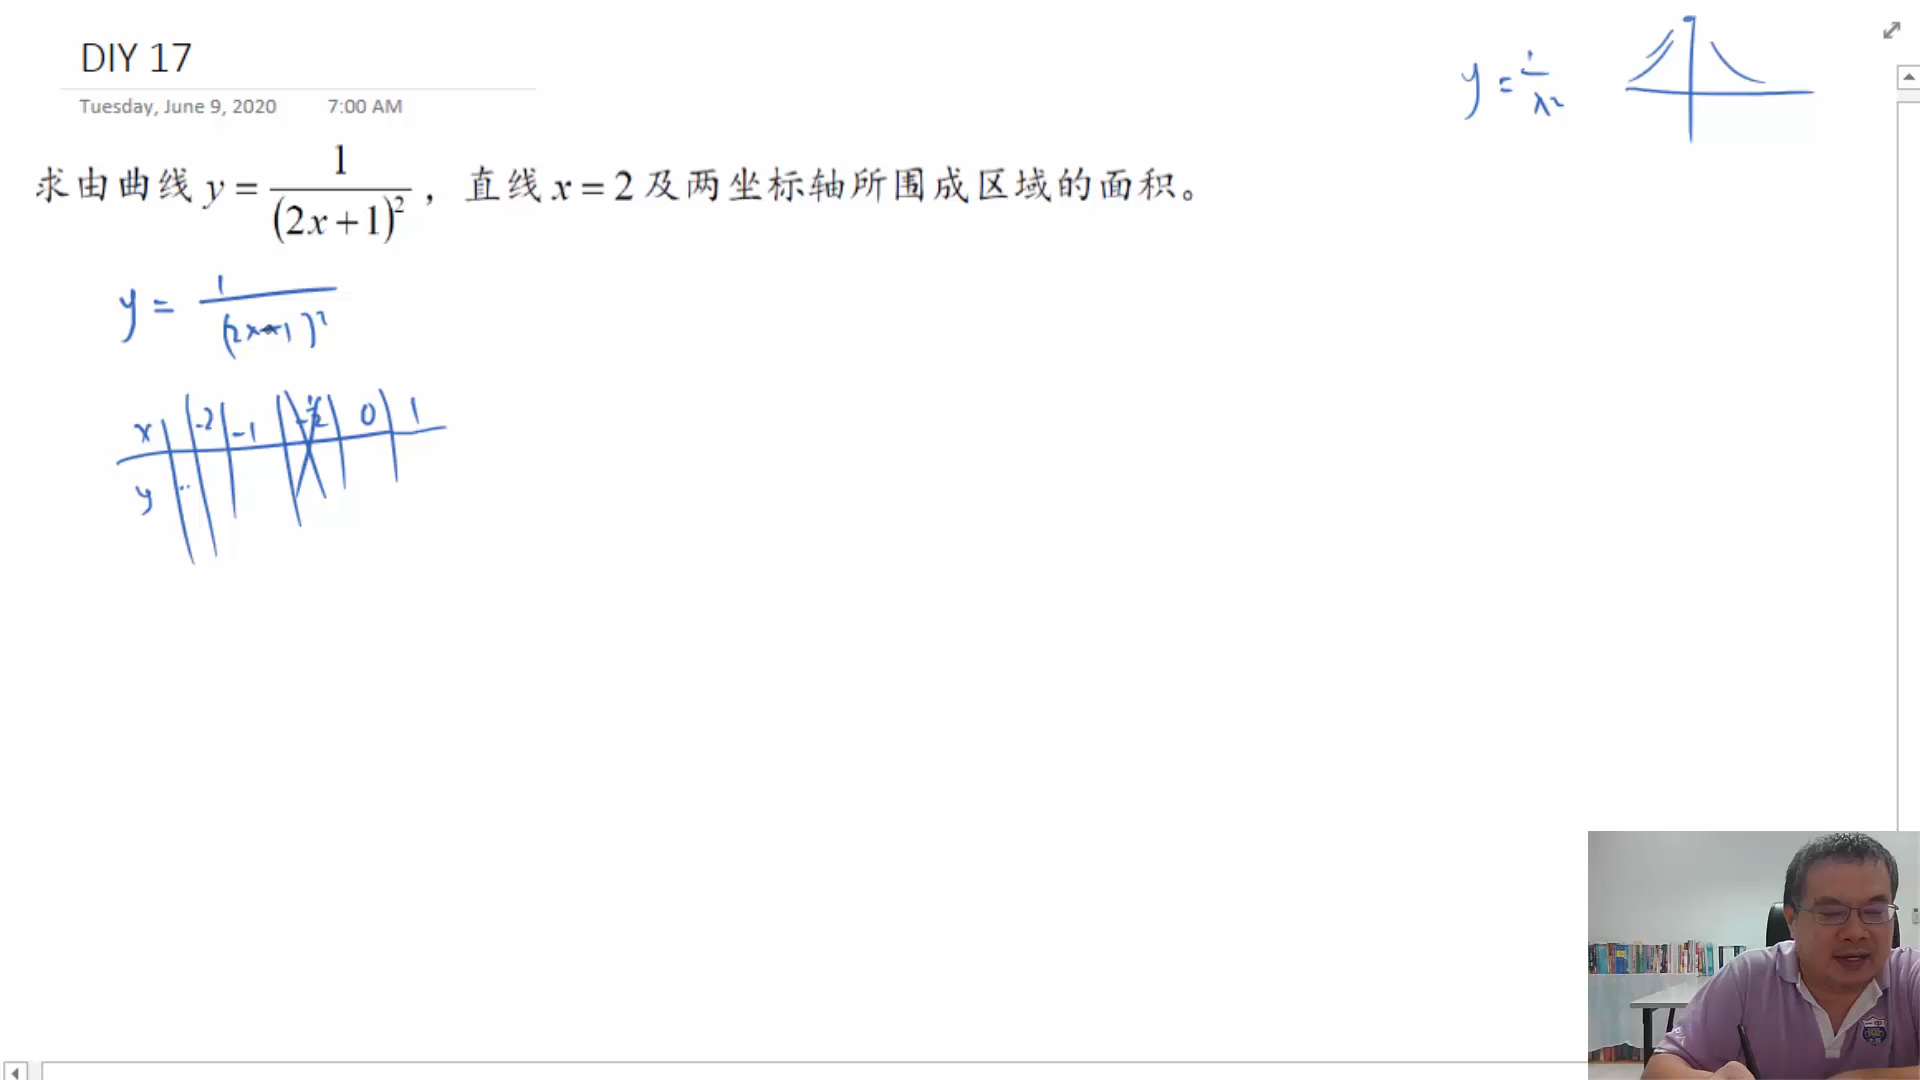 DIY 17
Tuesday, June 9, 2020 7:00 AM
求由曲线 y = 1/(2x+1)²，直线 x = 2 及两坐标轴所围成区域的面积。
y = 1/x²
y = 1/(2x+1)²
x -2 -1 -1/2 0 1
y ..